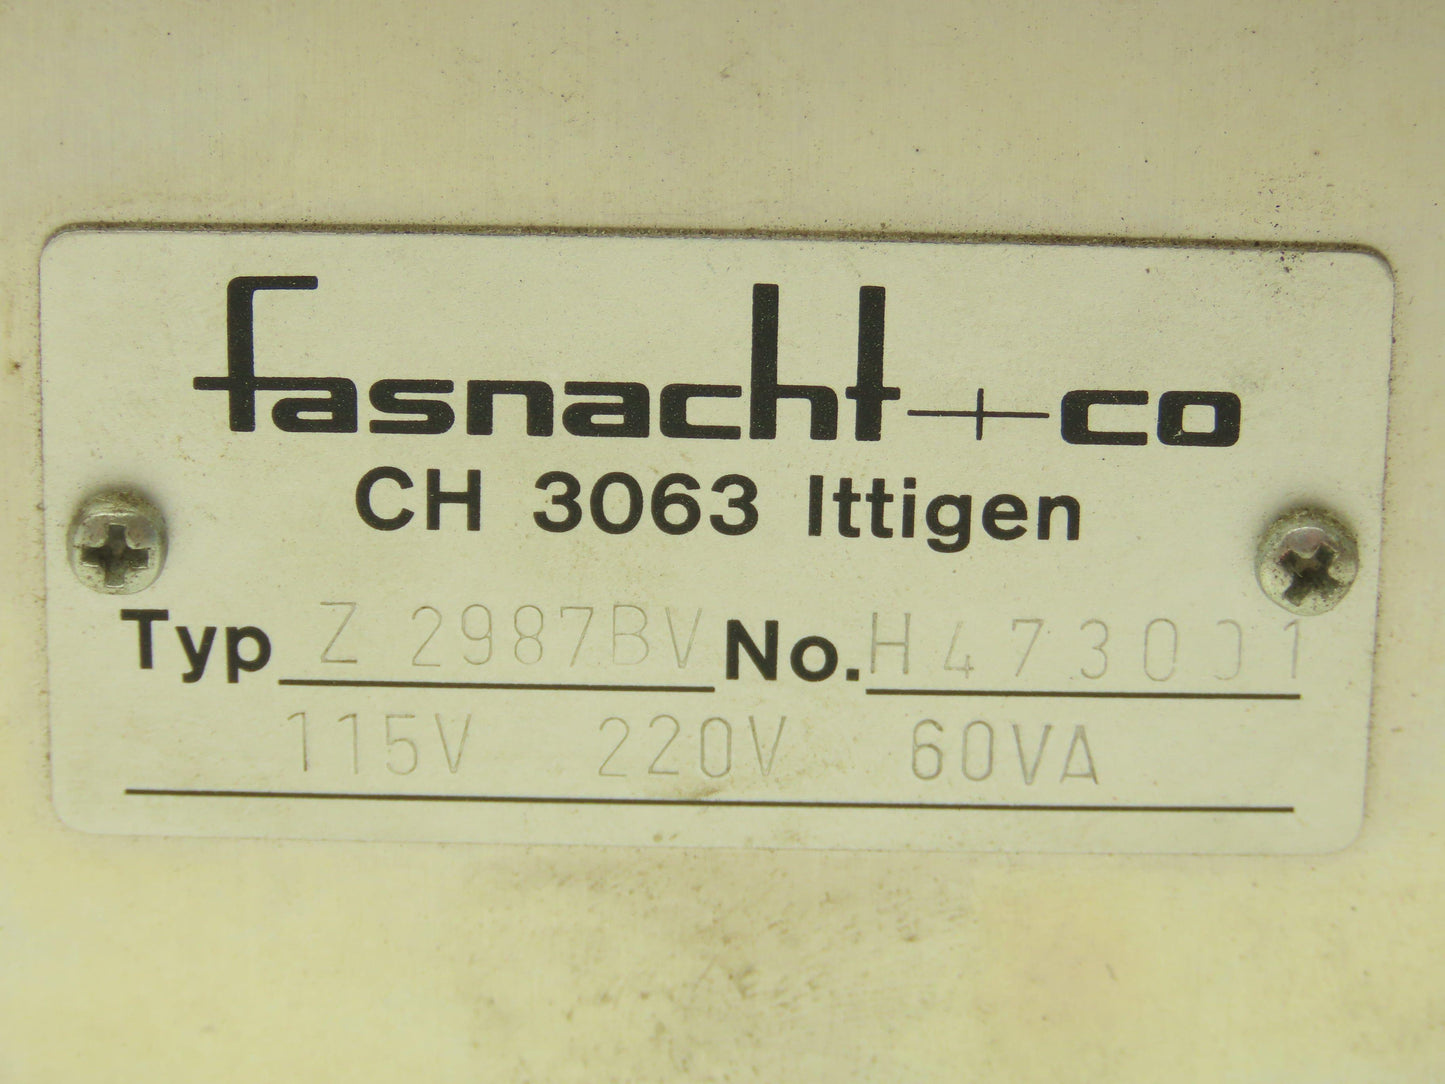 fasnacht+co
CH 3063 Ittigen
Typ Z 2987BV No. H473001
115V 220V 60VA